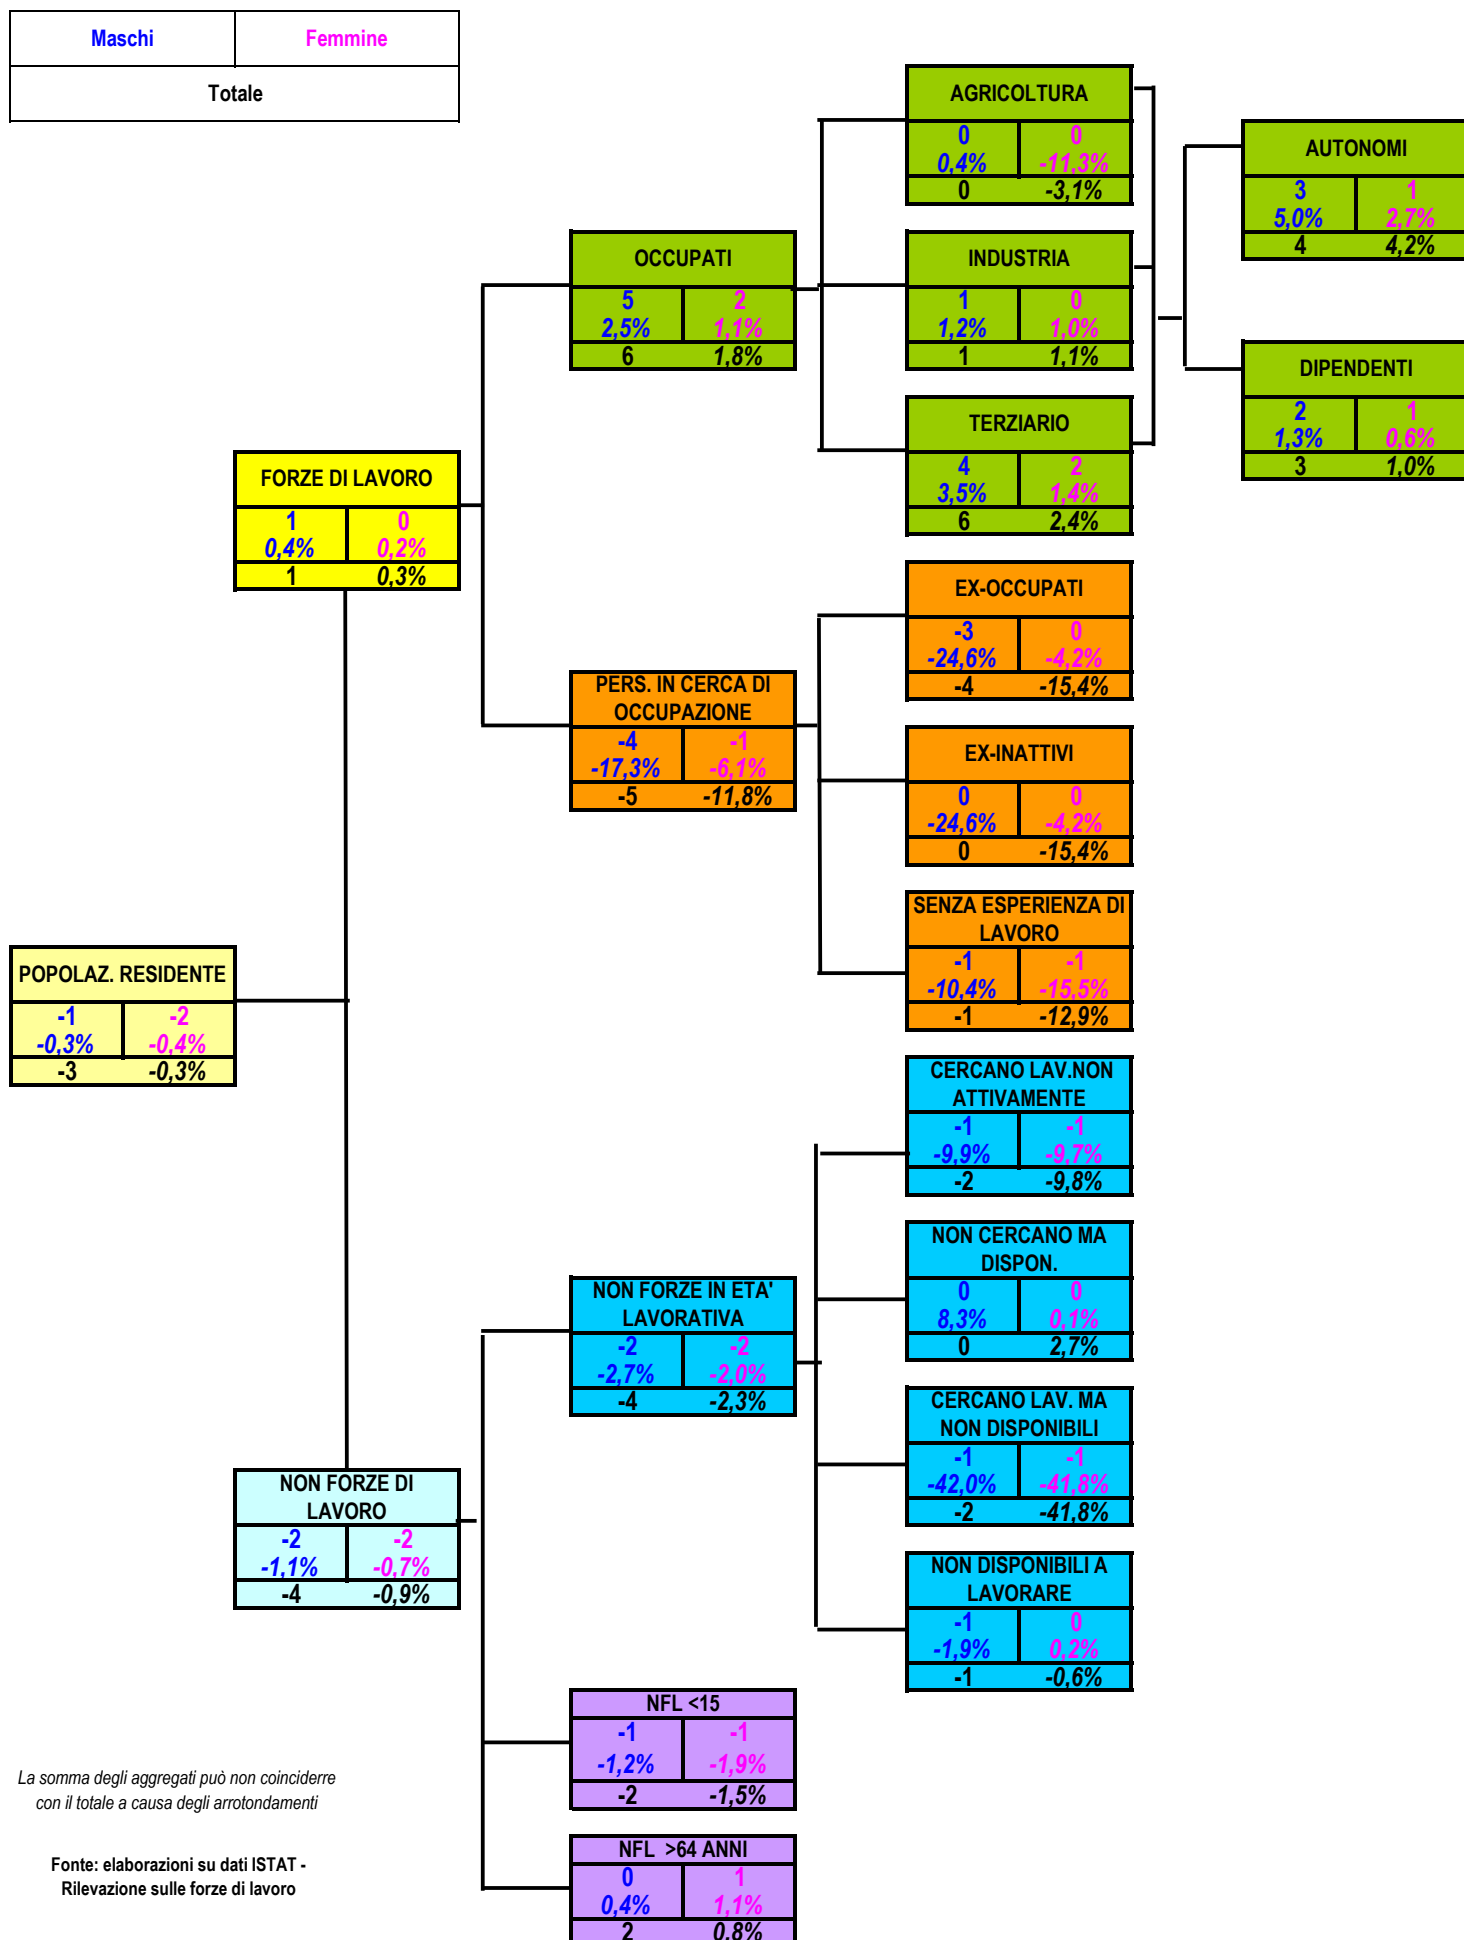 Maschi Femmine
Totale
AGRICOLTURA
0 0
0,4% -11,3%
0 -3,1%
AUTONOMI
3 1
5,0% 2,7%
4 4,2%
OCCUPATI
5 2
2,5% 1,1%
6 1,8%
INDUSTRIA
1 0
1,2% 1,0%
1 1,1%
DIPENDENTI
2 1
1,3% 0,6%
3 1,0%
TERZIARIO
4 2
3,5% 1,4%
6 2,4%
FORZE DI LAVORO
1 0
0,4% 0,2%
1 0,3%
EX-OCCUPATI
-3 0
-24,6% -4,2%
-4 -15,4%
PERS. IN CERCA DI
OCCUPAZIONE
-4 -1
-17,3% -6,1%
-5 -11,8%
EX-INATTIVI
0 0
-24,6% -4,2%
0 -15,4%
SENZA ESPERIENZA DI
LAVORO
-1 -1
-10,4% -15,5%
-1 -12,9%
POPOLAZ. RESIDENTE
-1 -2
-0,3% -0,4%
-3 -0,3%
CERCANO LAV.NON
ATTIVAMENTE
-1 -1
-9,9% -9,7%
-2 -9,8%
NON CERCANO MA
DISPON.
0 0
8,3% 0,1%
0 2,7%
NON FORZE IN ETA'
LAVORATIVA
-2 -2
-2,7% -2,0%
-4 -2,3%
CERCANO LAV. MA
NON DISPONIBILI
-1 -1
-42,0% -41,8%
-2 -41,8%
NON FORZE DI
LAVORO
-2 -2
-1,1% -0,7%
-4 -0,9%
NON DISPONIBILI A
LAVORARE
-1 0
-1,9% 0,2%
-1 -0,6%
NFL <15
-1 -1
-1,2% -1,9%
-2 -1,5%
La somma degli aggregati può non coinciderre
con il totale a causa degli arrotondamenti
NFL >64 ANNI
0 1
0,4% 1,1%
2 0,8%
Fonte: elaborazioni su dati ISTAT -
Rilevazione sulle forze di lavoro